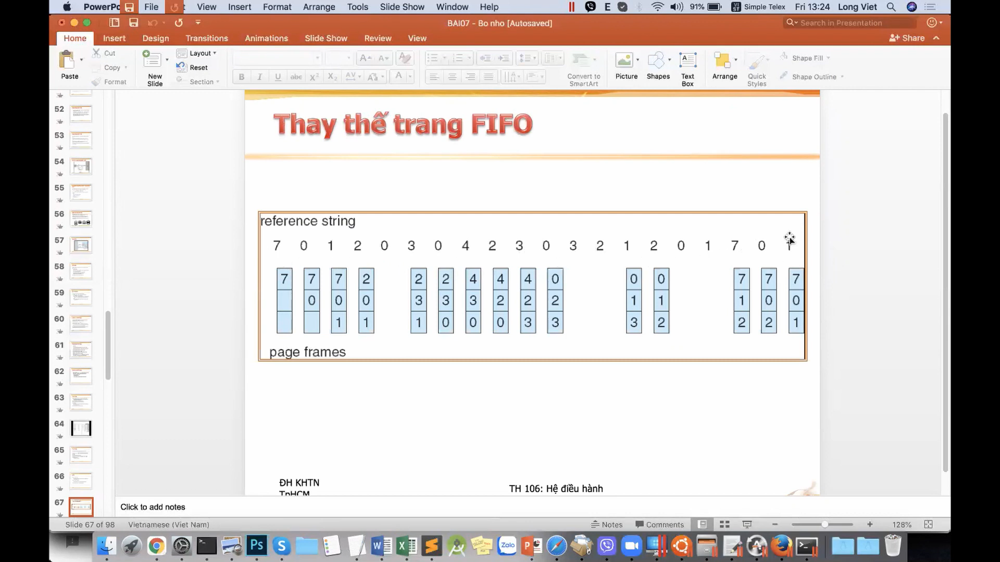 PowerPo File View Insert Format Arrange Tools Slide Show Window Help E 91% Simple Telex Fri 13:24 Long Viet
BAI07 - Bo nho [Autosaved]
Search in Presentation
Home Insert Design Transitions Animations Slide Show Review View Share
Paste Cut Copy Format
New Slide Layout Reset Section
B I U abc X² X₂ AV Aa A
Convert to SmartArt
Picture Shapes Text Box Arrange Quick Styles Shape Fill Shape Outline
52
53
54
55
56
57
58
59
60
61
62
63
64
65
66
67
Thay thế trang FIFO
reference string
7 0 1 2 0 3 0 4 2 3 0 3 2 1 2 0 1 7 0 1
7 7 7 2 2 2 4 4 4 0 0 0 7 7 7
0 0 0 3 3 3 2 2 2 1 1 1 0 0
1 1 1 0 0 0 3 3 3 2 2 2 1
page frames
ĐH KHTN
TpHCM
TH 106: Hệ điều hành
Click to add notes
Slide 67 of 98 Vietnamese (Viet Nam) Notes Comments 128%
Ps S W X Zalo P